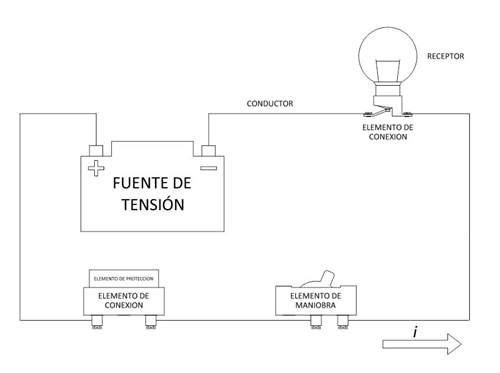 RECEPTOR
CONDUCTOR
ELEMENTO DE
CONEXION
+
−
FUENTE DE
TENSIÓN
ELEMENTO DE PROTECCION
ELEMENTO DE
CONEXION
ELEMENTO DE
MANIOBRA
i